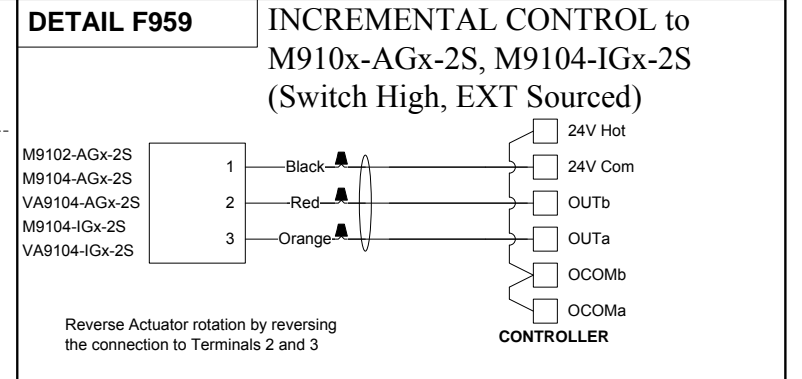 DETAIL F959
INCREMENTAL CONTROL to
M910x-AGx-2S, M9104-IGx-2S
(Switch High, EXT Sourced)
M9102-AGx-2S
M9104-AGx-2S
VA9104-AGx-2S
M9104-IGx-2S
VA9104-IGx-2S
1
2
3
Black
Red
Orange
24V Hot
24V Com
OUTb
OUTa
OCOMb
OCOMa
CONTROLLER
Reverse Actuator rotation by reversing
the connection to Terminals 2 and 3